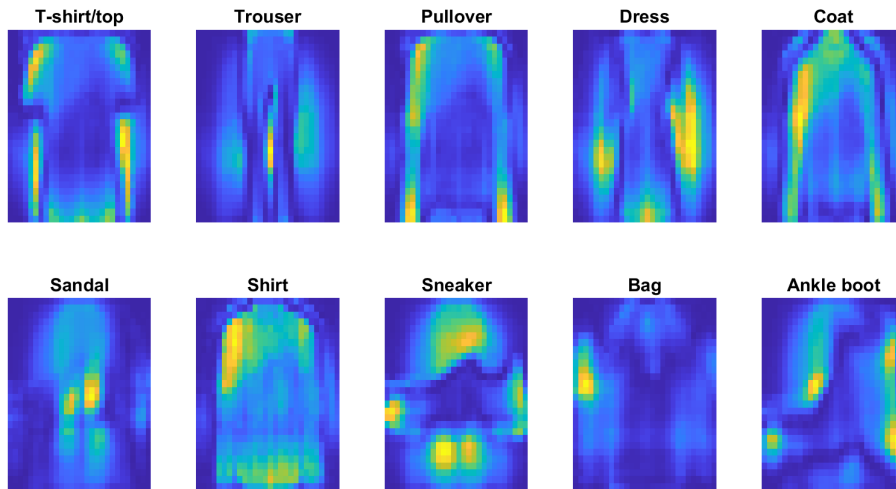 T-shirt/top Trouser Pullover Dress Coat
Sandal Shirt Sneaker Bag Ankle boot